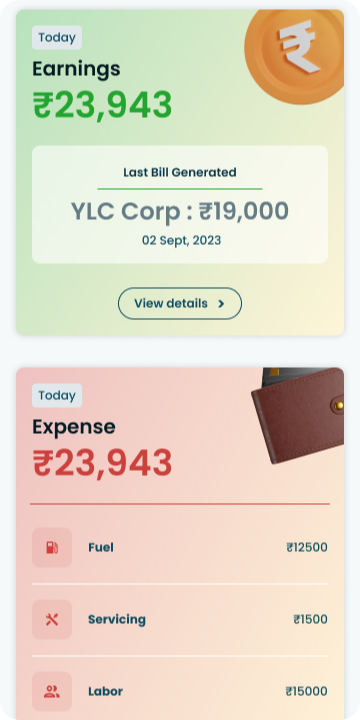 Today
Earnings
₹23,943
Last Bill Generated
YLC Corp : ₹19,000
02 Sept, 2023
View details
Today
Expense
₹23,943
Fuel ₹12500
Servicing ₹1500
Labor ₹15000